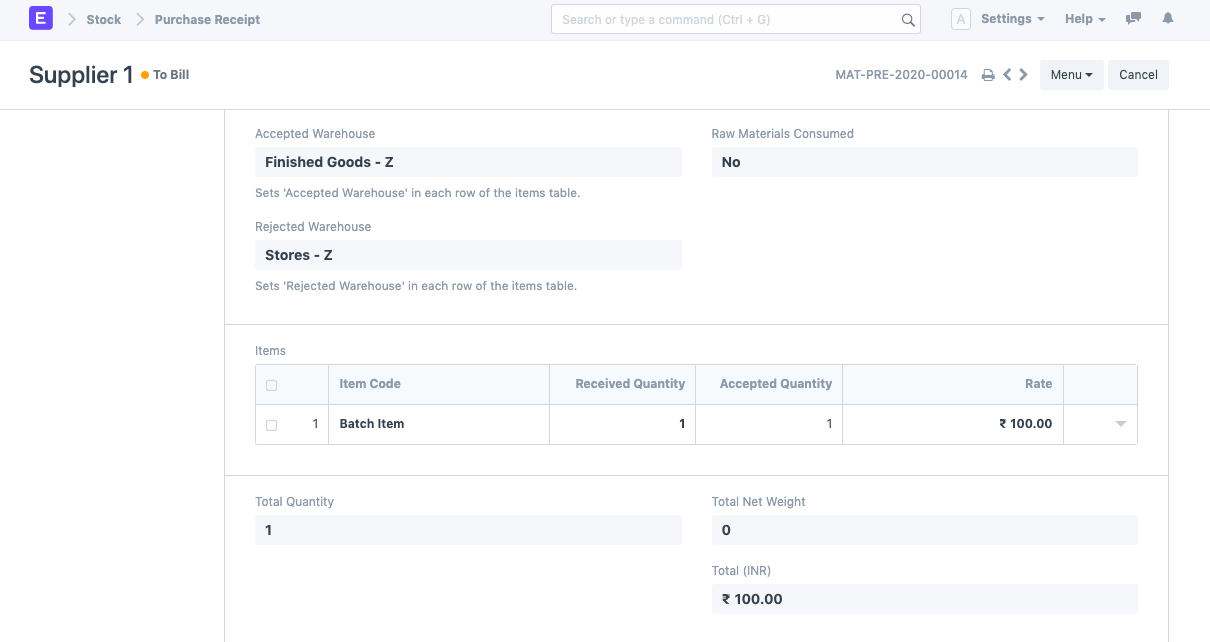 E Stock Purchase Receipt Search or type a command (Ctrl + G) A Settings Help
Supplier 1 To Bill MAT-PRE-2020-00014 Menu Cancel
Accepted Warehouse Raw Materials Consumed
Finished Goods - Z No
Sets 'Accepted Warehouse' in each row of the items table.
Rejected Warehouse
Stores - Z
Sets 'Rejected Warehouse' in each row of the items table.
Items
Item Code Received Quantity Accepted Quantity Rate
1 Batch Item 1 1 ₹ 100.00
Total Quantity Total Net Weight
1 0
Total (INR)
₹ 100.00